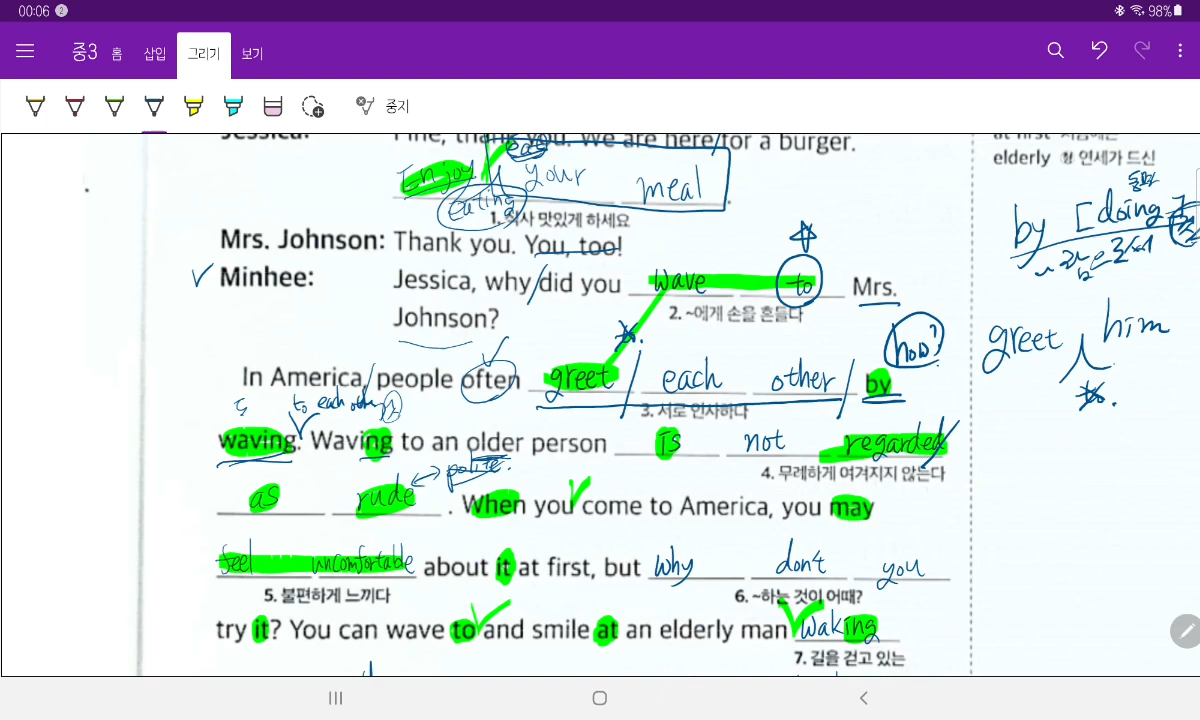 00:06 2 98%
중3 홈 삽입 그리기 보기
중지
Jessica: Fine, thank you. We are here/for a burger.
at first 처음에는
elderly 형 연세가 드신
Enjoy your meal.
eating
1. 식사 맛있게 하세요
by [doing
Mrs. Johnson: Thank you. You, too!
Minhee: Jessica, why/did you wave to Mrs.
2. ~에게 손을 흔들다
Johnson?
how?
greet him
In America, people often greet / each other / by
to each other
3. 서로 인사하다
waving. Waving to an older person is not regarded
4. 무례하게 여겨지지 않는다
polite.
as rude. When you come to America, you may
feel uncomfortable about it at first, but why don't you
5. 불편하게 느끼다 6. ~하는 것이 어때?
try it? You can wave to and smile at an elderly man waking
7. 길을 걷고 있는